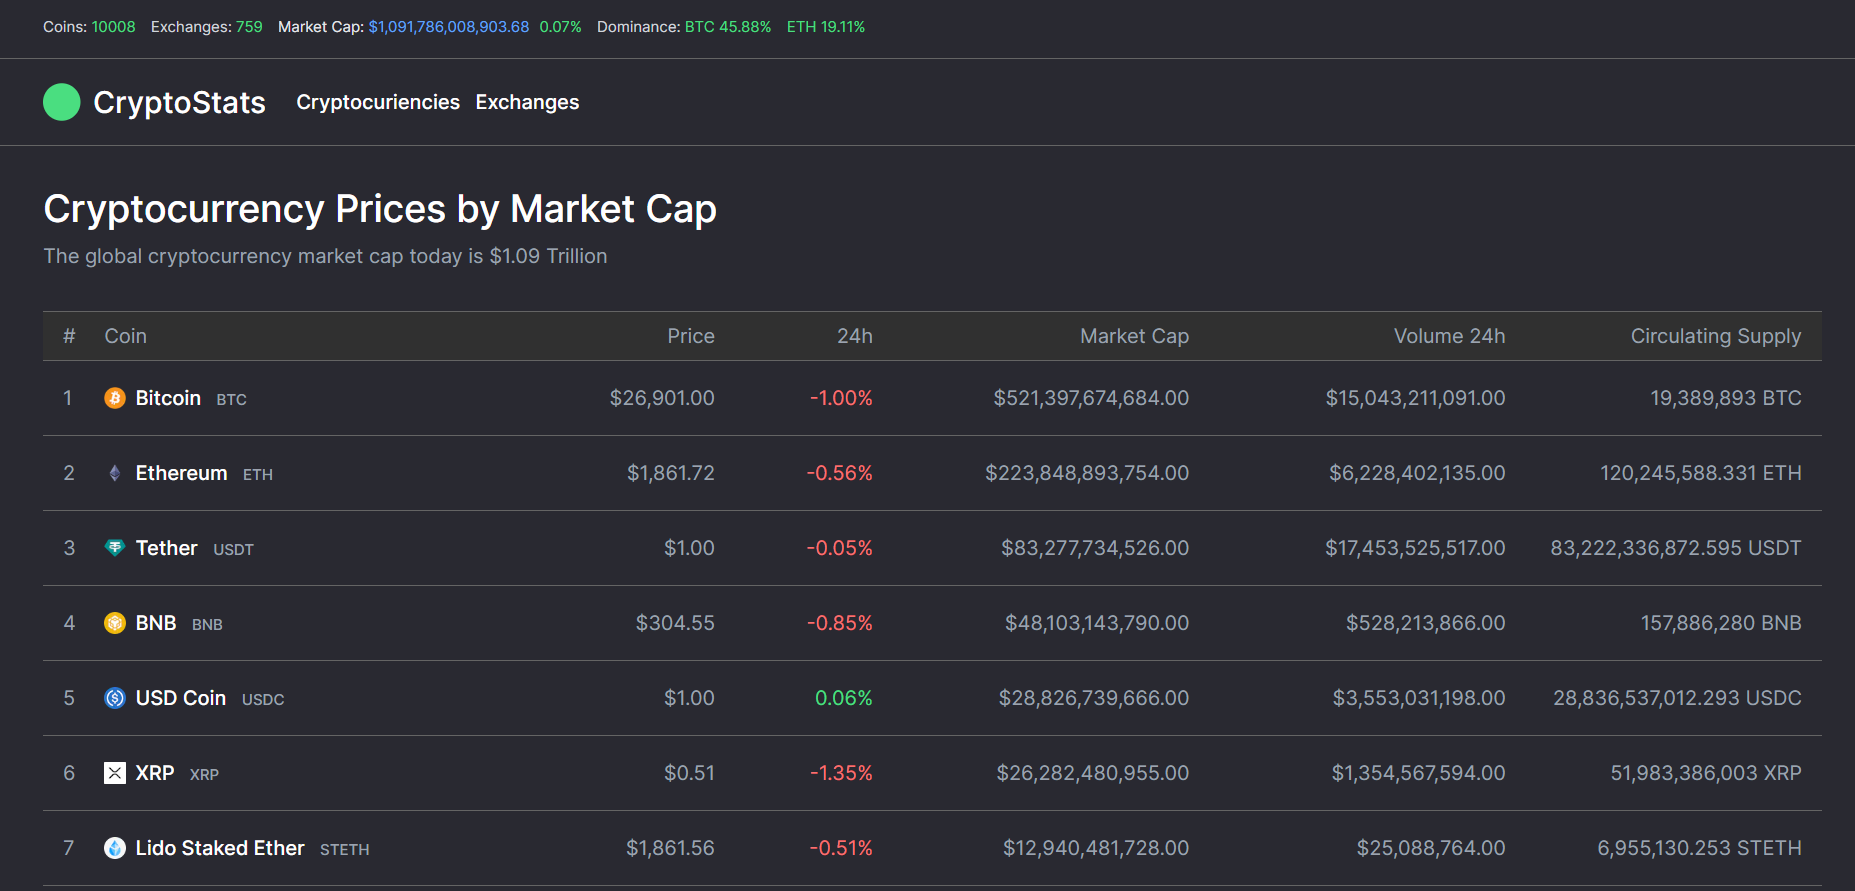 Coins: 10008 Exchanges: 759 Market Cap: $1,091,786,008,903.68 0.07% Dominance: BTC 45.88% ETH 19.11%
CryptoStats Cryptocuriencies Exchanges
Cryptocurrency Prices by Market Cap
The global cryptocurrency market cap today is $1.09 Trillion
# Coin Price 24h Market Cap Volume 24h Circulating Supply
1 Bitcoin BTC $26,901.00 -1.00% $521,397,674,684.00 $15,043,211,091.00 19,389,893 BTC
2 Ethereum ETH $1,861.72 -0.56% $223,848,893,754.00 $6,228,402,135.00 120,245,588.331 ETH
3 Tether USDT $1.00 -0.05% $83,277,734,526.00 $17,453,525,517.00 83,222,336,872.595 USDT
4 BNB BNB $304.55 -0.85% $48,103,143,790.00 $528,213,866.00 157,886,280 BNB
5 USD Coin USDC $1.00 0.06% $28,826,739,666.00 $3,553,031,198.00 28,836,537,012.293 USDC
6 XRP XRP $0.51 -1.35% $26,282,480,955.00 $1,354,567,594.00 51,983,386,003 XRP
7 Lido Staked Ether STETH $1,861.56 -0.51% $12,940,481,728.00 $25,088,764.00 6,955,130.253 STETH